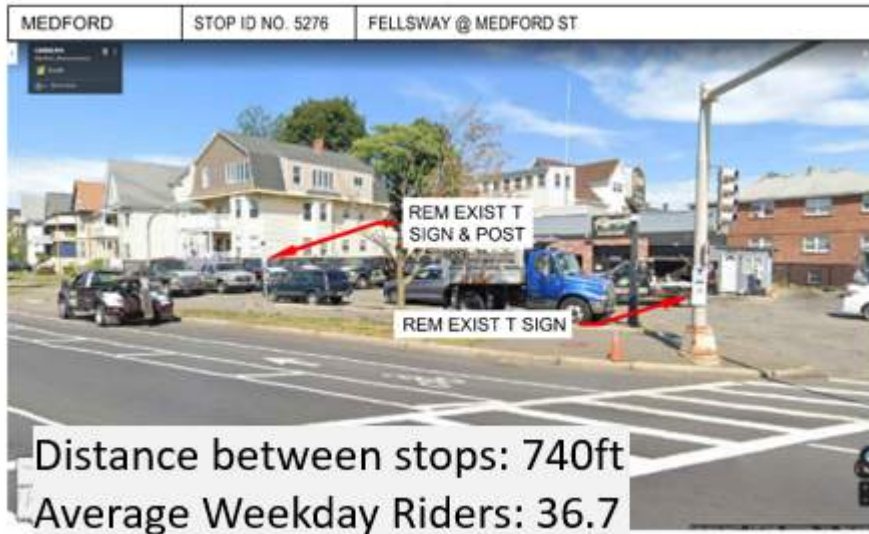 MEDFORD
STOP ID NO. 5276
FELLSWAY @ MEDFORD ST
REM EXIST T
SIGN & POST
REM EXIST T SIGN
Distance between stops: 740ft
Average Weekday Riders: 36.7